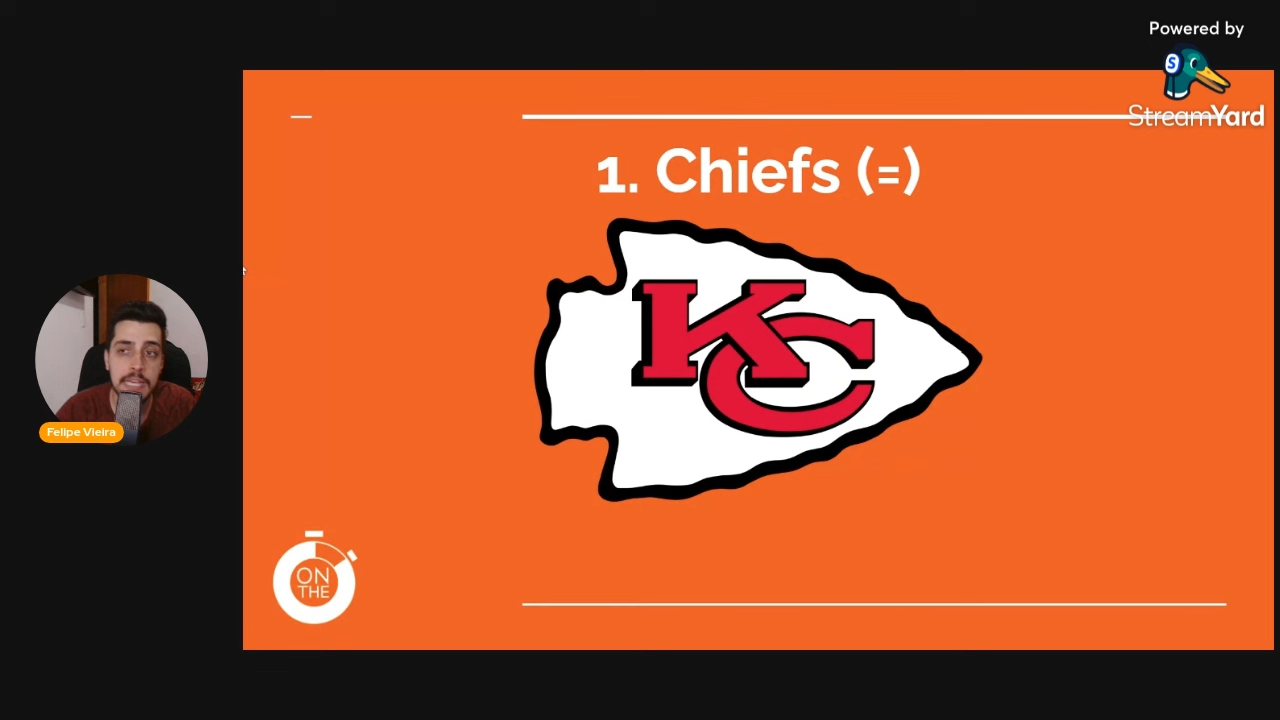 Powered by
S
StreamYard
1. Chiefs (=)
KC
Felipe Vieira
ON
THE